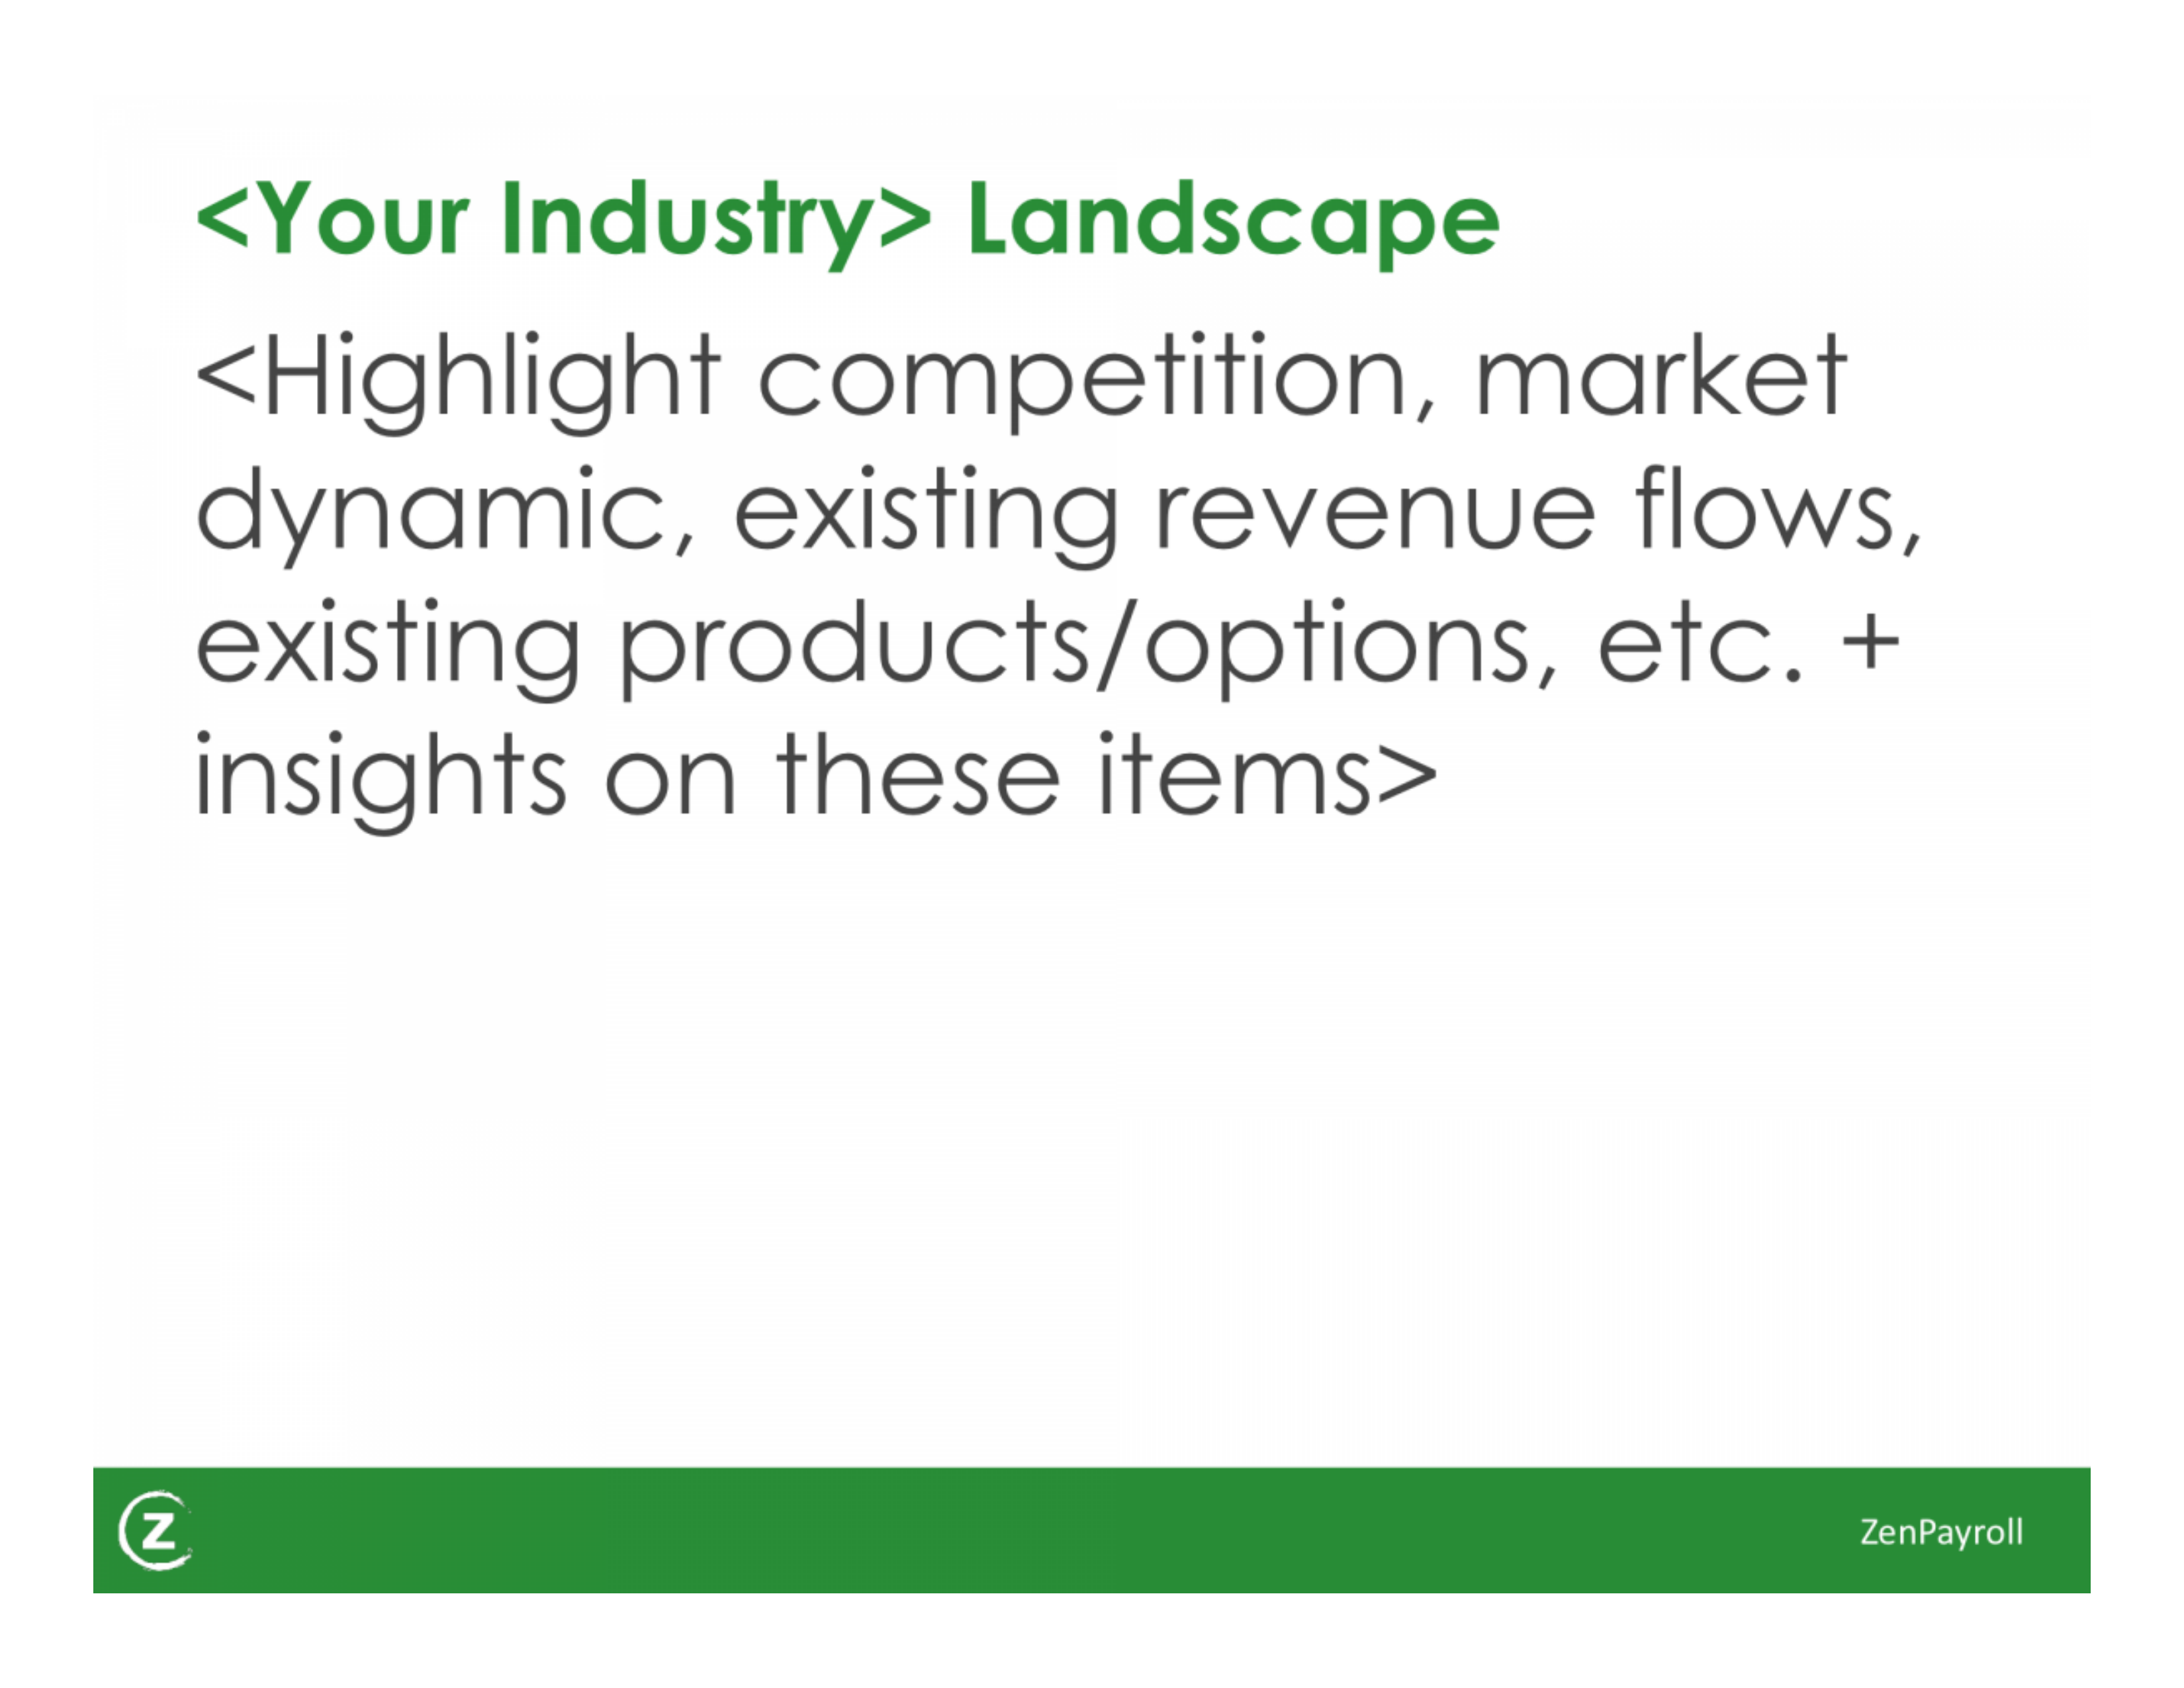 <Your Industry> Landscape
<Highlight competition, market
dynamic, existing revenue flows,
existing products/options, etc. +
insights on these items>
Z
ZenPayroll